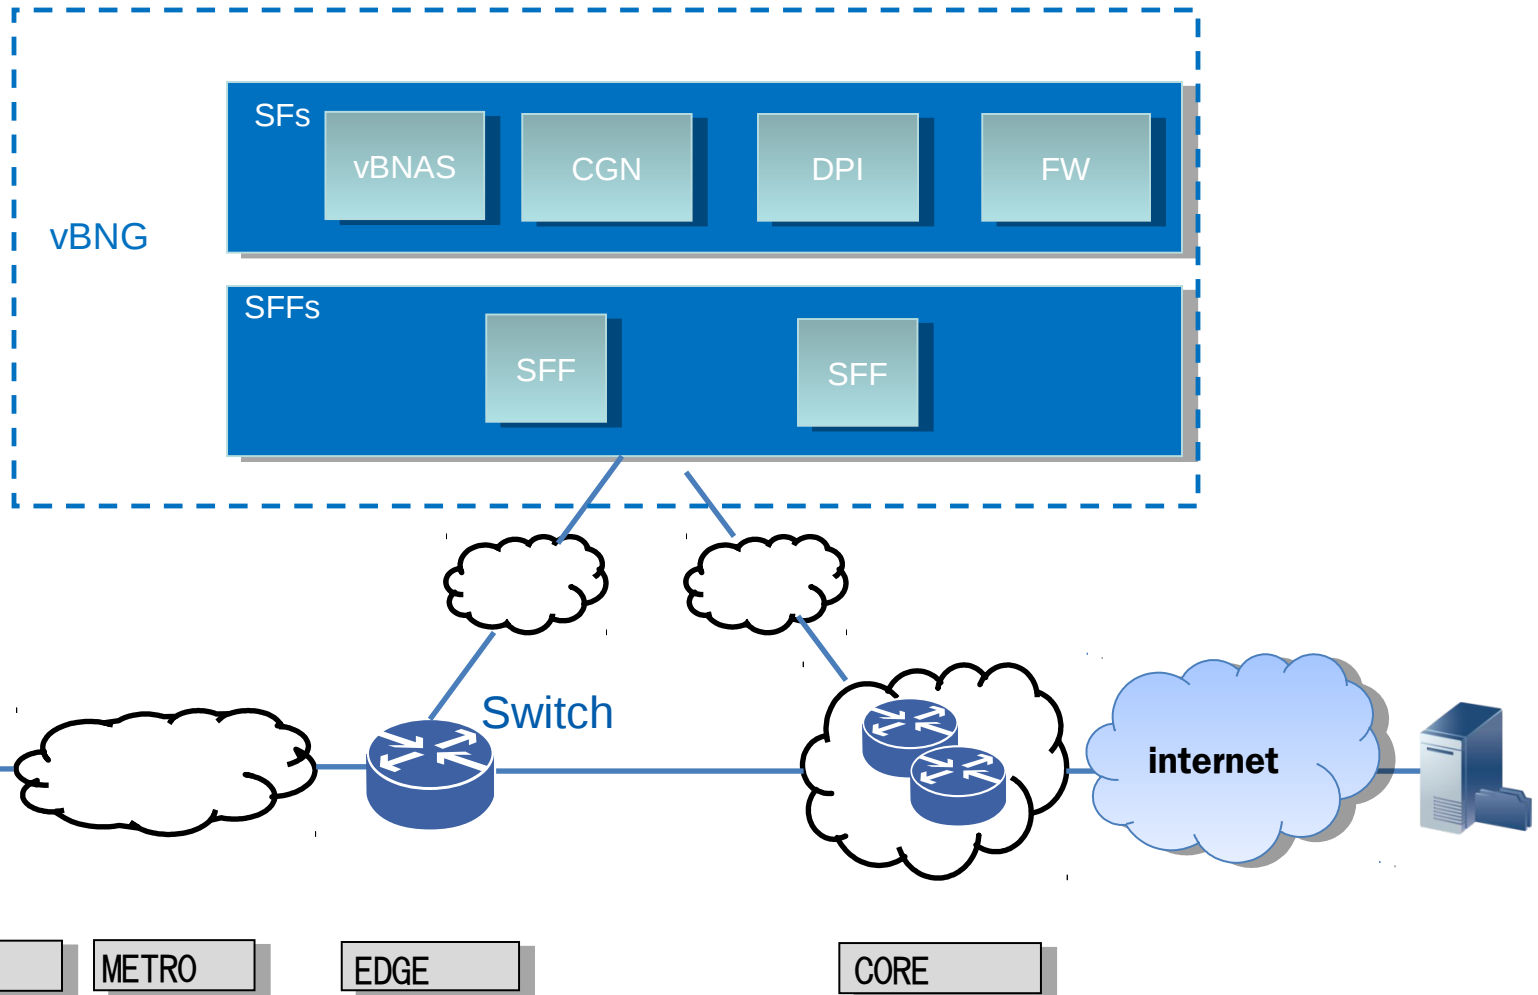 SFs
vBNAS
CGN
DPI
FW
vBNG
SFFs
SFF
SFF
Switch
internet
METRO
EDGE
CORE